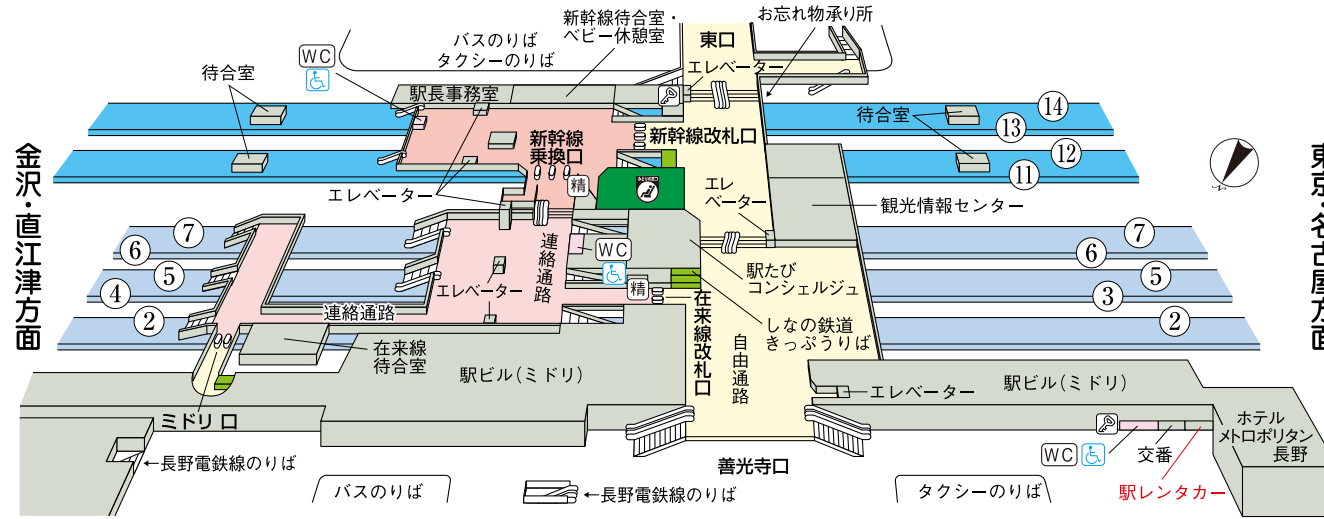 新幹線待合室・
ベビー休憩室
お忘れ物承り所
バスのりば
タクシーのりば
東口
WC
待合室
エレベーター
駅長事務室
新幹線
乗換口
新幹線改札口
待合室
14
13
12
11
金沢・直江津方面
東京・名古屋方面
N
エレベーター
精
エレ
ベーター
観光情報センター
7
6
5
4
2
連絡通路
WC
エレベーター
精
駅たび
コンシェルジュ
7
6
5
3
2
連絡通路
在来線
待合室
在来線改札口
しなの鉄道
きっぷうりば
自由通路
駅ビル(ミドリ)
エレベーター
駅ビル(ミドリ)
ミドリ口
ホテル
メトロポリタン
長野
←長野電鉄線のりば
善光寺口
WC
交番
駅レンタカー
バスのりば
←長野電鉄線のりば
タクシーのりば